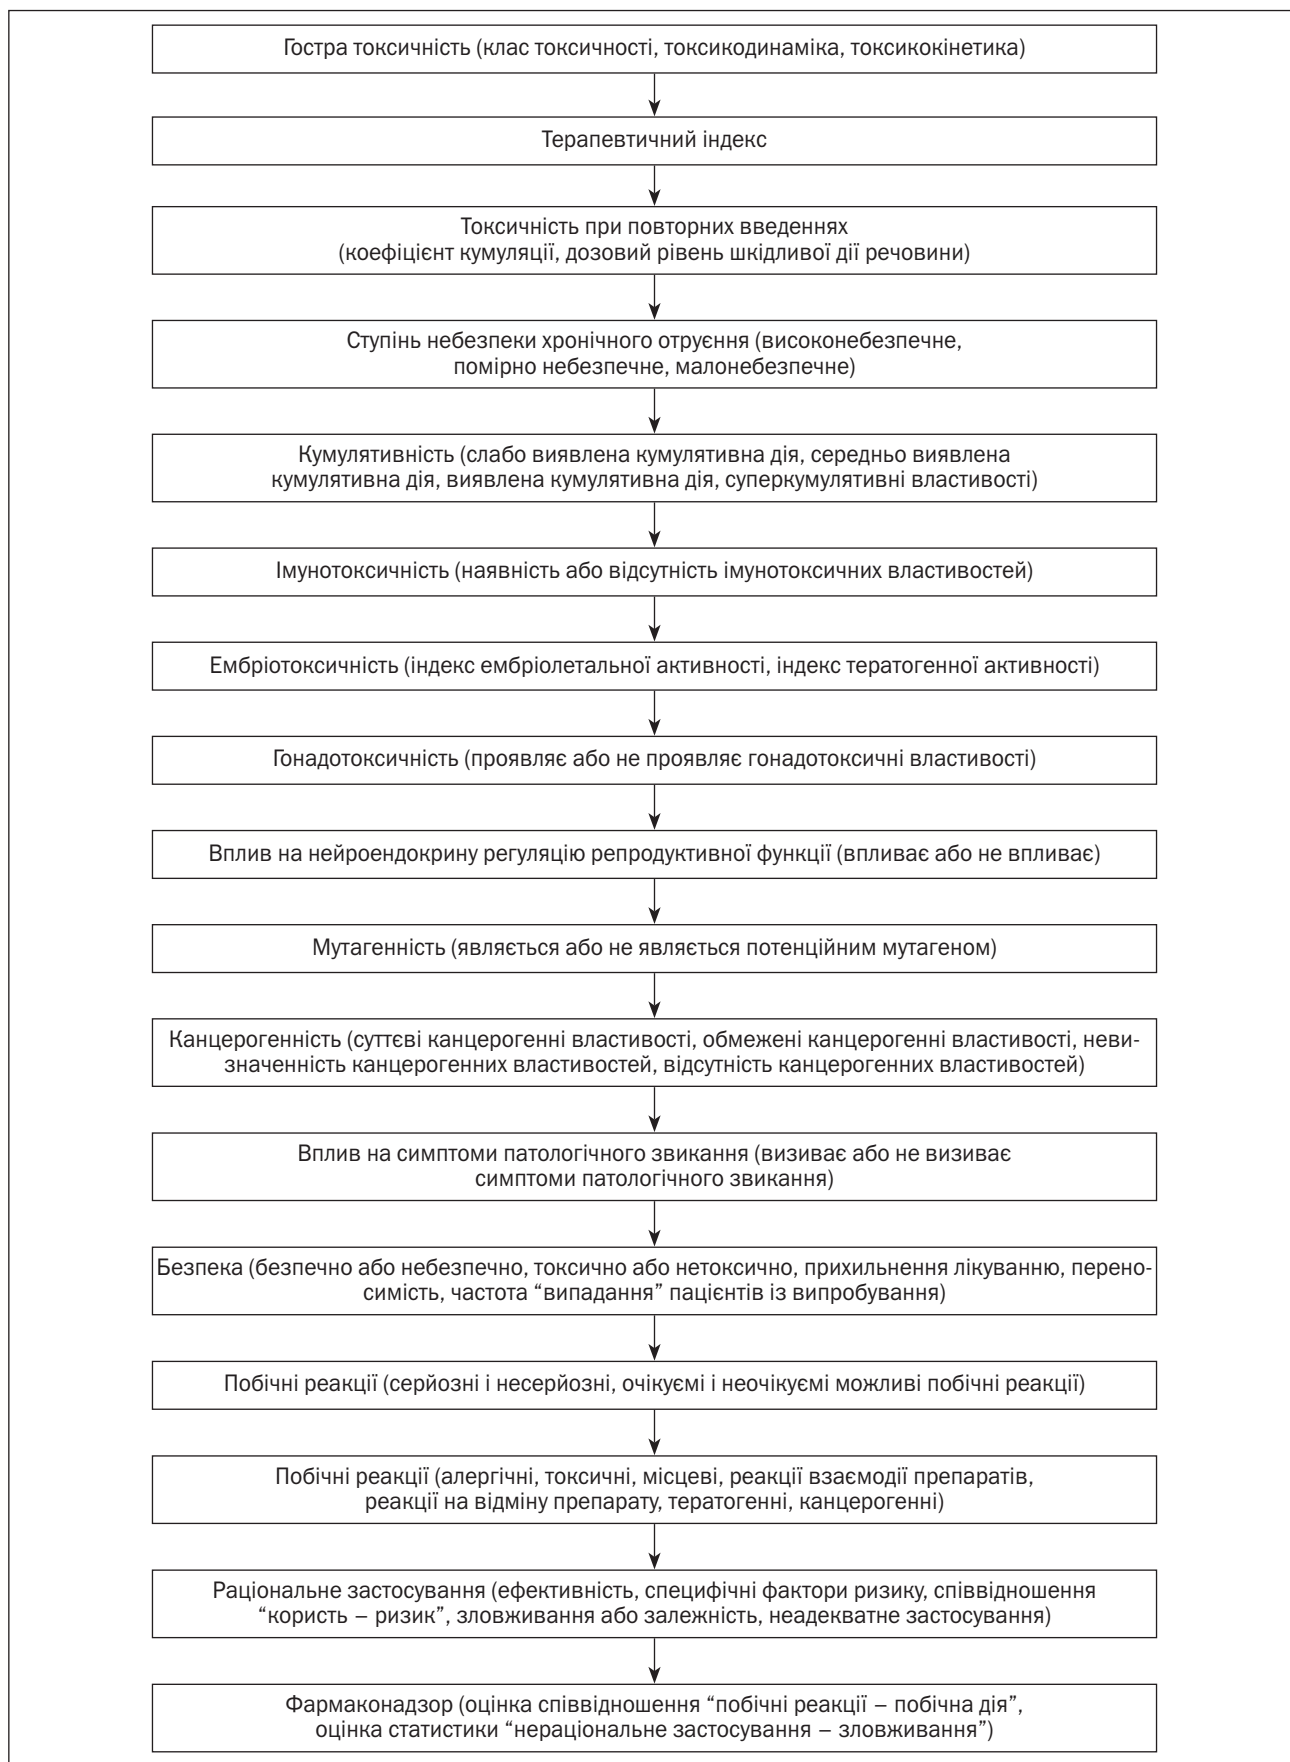 Гостра токсичність (клас токсичності, токсикодинаміка, токсикокінетика)
Терапевтичний індекс
Токсичність при повторних введеннях
(коефіцієнт кумуляції, дозовий рівень шкідливої дії речовини)
Ступінь небезпеки хронічного отруєння (високонебезпечне,
помірно небезпечне, малонебезпечне)
Кумулятивність (слабо виявлена кумулятивна дія, середньо виявлена
кумулятивна дія, виявлена кумулятивна дія, суперкумулятивні властивості)
Імунотоксичність (наявність або відсутність імунотоксичних властивостей)
Ембріотоксичність (індекс ембріолетальної активності, індекс тератогенної активності)
Гонадотоксичність (проявляє або не проявляє гонадотоксичні властивості)
Вплив на нейроендокрину регуляцію репродуктивної функції (впливає або не впливає)
Мутагенність (являється або не являється потенційним мутагеном)
Канцерогенність (суттєві канцерогенні властивості, обмежені канцерогенні властивості, неви-
значенність канцерогенних властивостей, відсутність канцерогенних властивостей)
Вплив на симптоми патологічного звикання (визиває або не визиває
симптоми патологічного звикання)
Безпека (безпечно або небезпечно, токсично або нетоксично, прихильнення лікуванню, перено-
симість, частота “випадання” пацієнтів із випробування)
Побічні реакції (серйозні і несерйозні, очікуємі і неочікуємі можливі побічні реакції)
Побічні реакції (алергічні, токсичні, місцеві, реакції взаємодії препаратів,
реакції на відміну препарату, тератогенні, канцерогенні)
Раціональне застосування (ефективність, специфічні фактори ризику, співвідношення
“користь – ризик”, зловживання або залежність, неадекватне застосування)
Фармаконадзор (оцінка співвідношення “побічні реакції – побічна дія”,
оцінка статистики “нераціональне застосування – зловживання”)